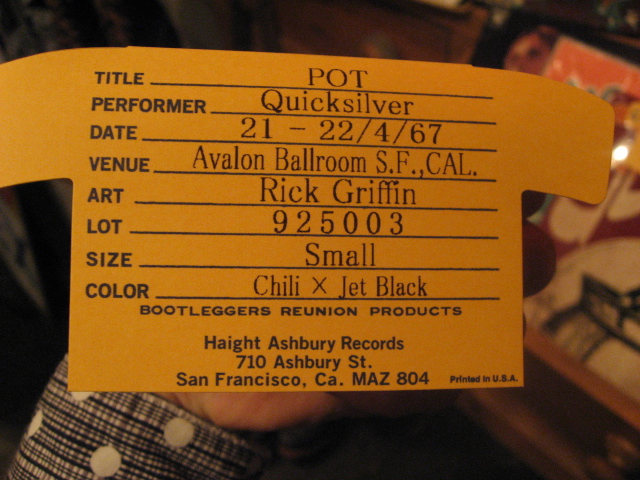 TITLE POT
PERFORMER Quicksilver
DATE 21 - 22/4/67
VENUE Avalon Ballroom S.F.,CAL.
ART Rick Griffin
LOT 925003
SIZE Small
COLOR Chili × Jet Black
BOOTLEGGERS REUNION PRODUCTS
Haight Ashbury Records
710 Ashbury St.
San Francisco, Ca. MAZ 804 Printed In U.S.A.